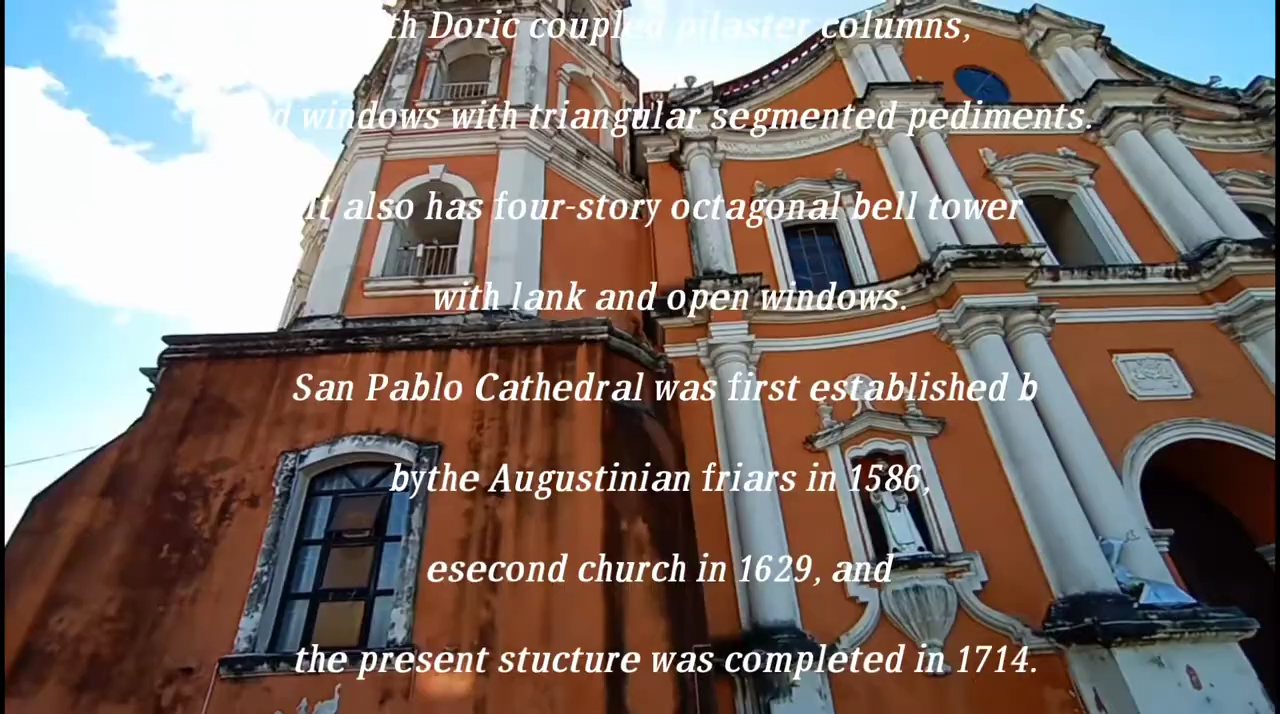 th Doric coupled pilaster columns,
d windows with triangular segmented pediments.
It also has four-story octagonal bell tower
with lank and open windows.
San Pablo Cathedral was first established b
bythe Augustinian friars in 1586,
esecond church in 1629, and
the present stucture was completed in 1714.